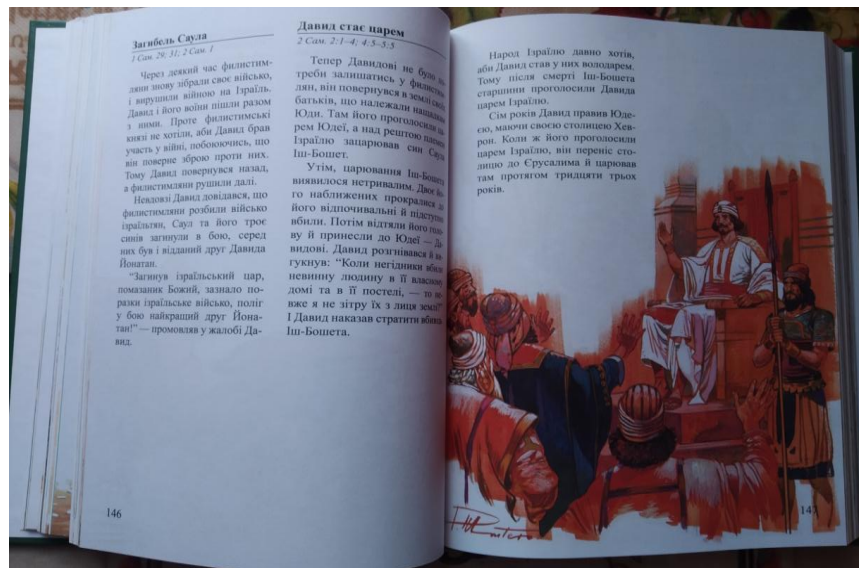 Загибель Саула
1 Сам. 29; 31; 2 Сам. 1
Через деякий час филистим-
ляни знову зібрали своє військо,
і вирушили війною на Ізраїль.
Давид і його воїни пішли разом
з ними. Проте филистимські
князі не хотіли, аби Давид брав
участь у війні, побоюючись, що
він поверне зброю проти них.
Тому Давид повернувся назад,
а филистимляни рушили далі.
Невдовзі Давид довідався, що
филистимляни розбили військо
ізраїльтян, Саул та його троє
синів загинули в бою, серед
них був і відданий друг Давида
Йонатан.
“Загинув ізраїльський цар,
помазаник Божий, зазнало по-
разки ізраїльське військо, поліг
у бою найкращий друг Йона-
тан!” — промовляв у жалобі Да-
вид.
146
Давид стає царем
2 Сам. 2:1–4; 4:5–5:5
Тепер Давидові не було
треби залишатись у филистим-
лян, він повернувся в землі своїх
батьків, що належали нащадкам
Юди. Там його проголосили ца-
рем Юдеї, а над рештою племен
Ізраїлю зацарював син Саула
Іш-Бошет.
Утім, царювання Іш-Бошета
виявилося нетривалим. Двоє йо-
го наближених прокралися до
його відпочивальні й підступно
вбили. Потім відтяли його голо-
ву й принесли до Юдеї — Да-
видові. Давид розгнівався й ви-
гукнув: “Коли негідники вбили
невинну людину в її власному
домі та в її постелі, — то не-
вже я не зітру їх з лиця землі?”
І Давид наказав стратити вбивць
Іш-Бошета.
Народ Ізраїлю давно хотів,
аби Давид став у них володарем.
Тому після смерті Іш-Бошета
старшини проголосили Давида
царем Ізраїлю.
Сім років Давид правив Юде-
єю, маючи своєю столицею Хев-
рон. Коли ж його проголосили
царем Ізраїлю, він переніс сто-
лицю до Єрусалима й царював
там протягом тридцяти трьох
років.
147